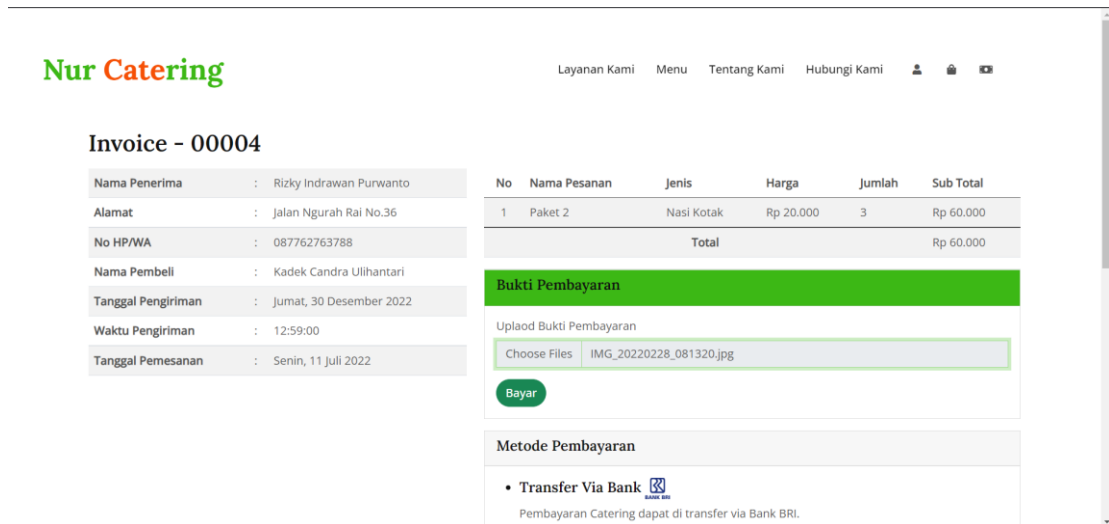 Nur Catering
Layanan Kami Menu Tentang Kami Hubungi Kami
Invoice - 00004
Nama Penerima : Rizky Indrawan Purwanto
Alamat : Jalan Ngurah Rai No.36
No HP/WA : 087762763788
Nama Pembeli : Kadek Candra Ulihantari
Tanggal Pengiriman : Jumat, 30 Desember 2022
Waktu Pengiriman : 12:59:00
Tanggal Pemesanan : Senin, 11 Juli 2022
No Nama Pesanan Jenis Harga Jumlah Sub Total
1 Paket 2 Nasi Kotak Rp 20.000 3 Rp 60.000
Total Rp 60.000
Bukti Pembayaran
Uplaod Bukti Pembayaran
Choose Files IMG_20220228_081320.jpg
Bayar
Metode Pembayaran
• Transfer Via Bank BANK BRI
Pembayaran Catering dapat di transfer via Bank BRI.